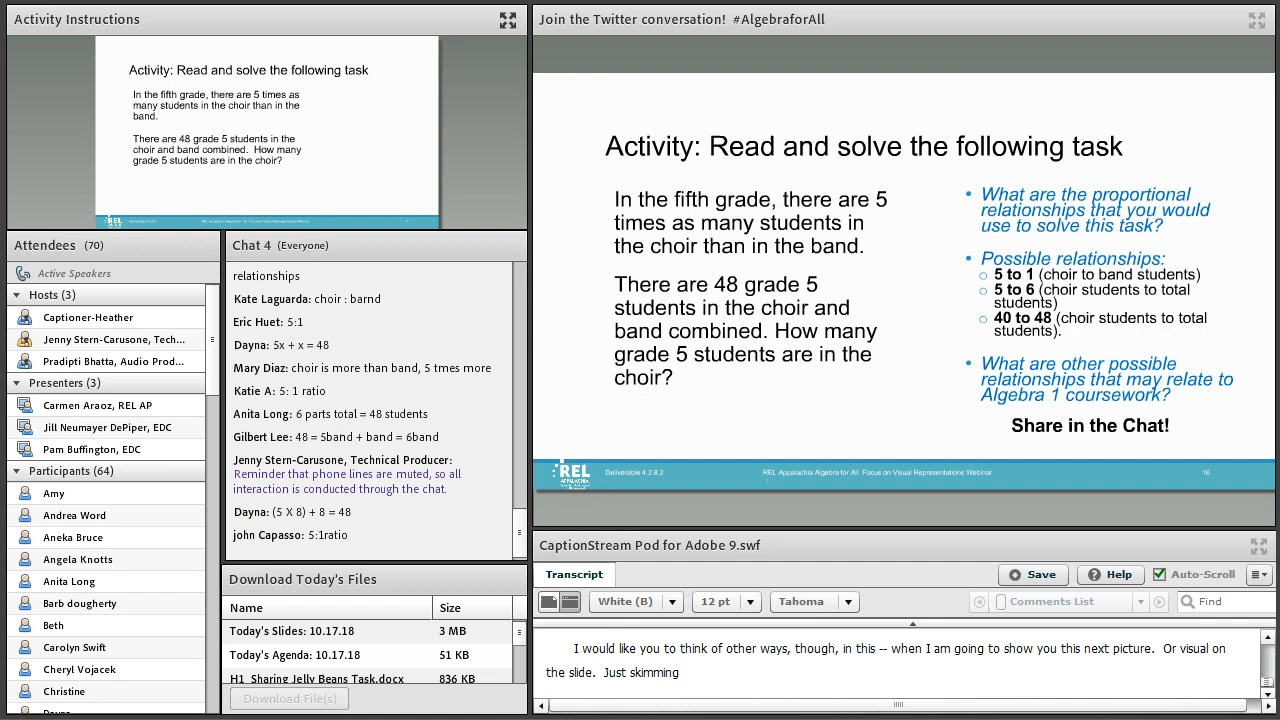 Activity Instructions
Activity: Read and solve the following task
In the fifth grade, there are 5 times as
many students in the choir than in the
band.
There are 48 grade 5 students in the
choir and band combined. How many
grade 5 students are in the choir?
REL
Attendees (70)
Active Speakers
Hosts (3)
Captioner-Heather
Jenny Stern-Carusone, Tech...
Pradipti Bhatta, Audio Prod...
Presenters (3)
Carmen Araoz, REL AP
Jill Neumayer DePiper, EDC
Pam Buffington, EDC
Participants (64)
Amy
Andrea Word
Aneka Bruce
Angela Knotts
Anita Long
Barb dougherty
Beth
Carolyn Swift
Cheryl Vojacek
Christine
Chat 4 (Everyone)
relationships
Kate Laguarda: choir : barnd
Eric Huet: 5:1
Dayna: 5x + x = 48
Mary Diaz: choir is more than band, 5 tymes more
Katie A: 5: 1 ratio
Anita Long: 6 parts total = 48 students
Gilbert Lee: 48 = 5band + band = 6band
Jenny Stern-Carusone, Technical Producer:
Reminder that phone lines are muted, so all
interaction is conducted through the chat.
Dayna: (5 X 8) + 8 = 48
john Capasso: 5:1ratio
Download Today's Files
Name Size
Today's Slides: 10.17.18 3 MB
Today's Agenda: 10.17.18 51 KB
H1_Sharing Jelly Beans Task.docx 836 KB
Download File(s)
Join the Twitter conversation! #AlgebraforAll
Activity: Read and solve the following task
In the fifth grade, there are 5
times as many students in
the choir than in the band.
There are 48 grade 5
students in the choir and
band combined. How many
grade 5 students are in the
choir?
• What are the proportional
relationships that you would
use to solve this task?
• Possible relationships:
○ 5 to 1 (choir to band students)
○ 5 to 6 (choir students to total
students)
○ 40 to 48 (choir students to total
students).
• What are other possible
relationships that may relate to
Algebra 1 coursework?
Share in the Chat!
REL
APPALACHIA
Deliverable 4.2.8.2
REL Appalachia Algebra for All: Focus on Visual Representations Webinar
16
CaptionStream Pod for Adobe 9.swf
Transcript
Save
Help
Auto-Scroll
White (B)
12 pt
Tahoma
Comments List
Find
I would like you to think of other ways, though, in this -- when I am going to show you this next picture. Or visual on
the slide. Just skimming